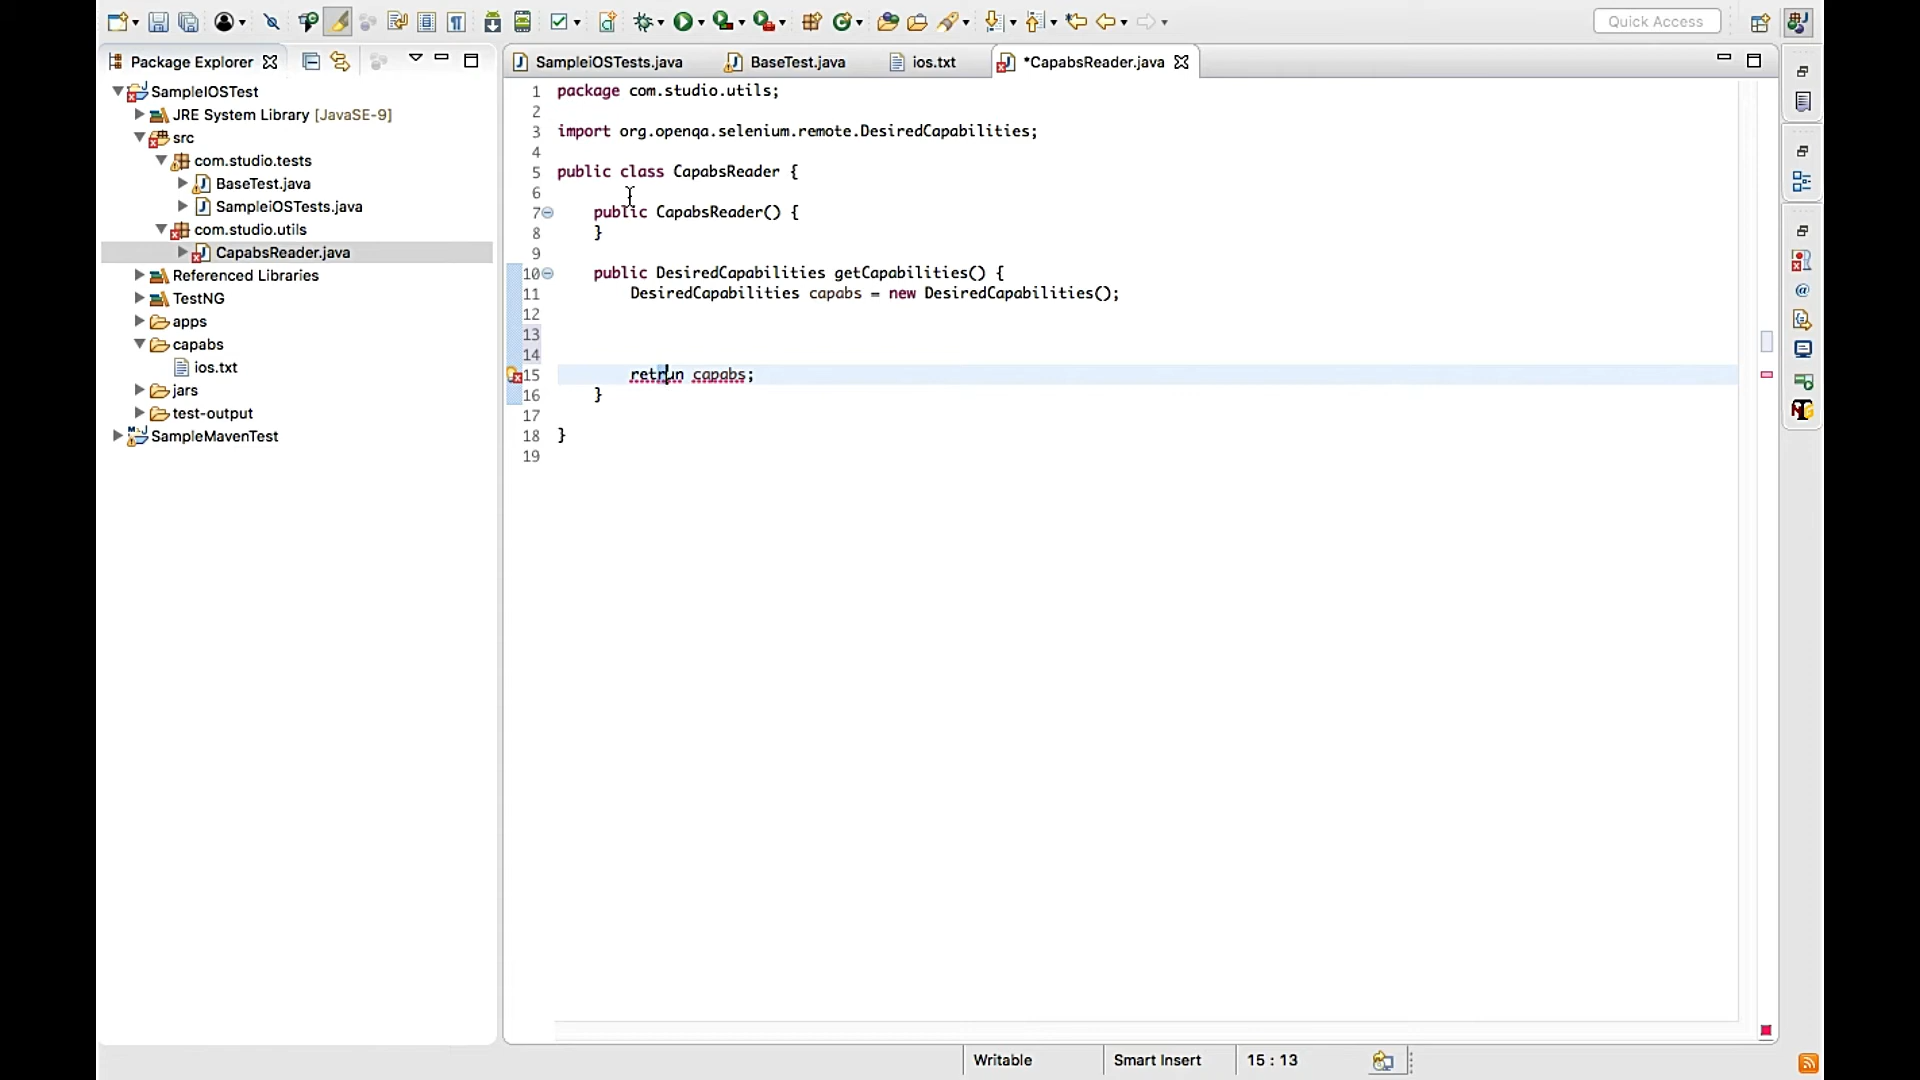 Quick Access
Package Explorer
SampleIOSTest
JRE System Library [JavaSE-9]
src
com.studio.tests
BaseTest.java
SampleiOSTests.java
com.studio.utils
CapabsReader.java
Referenced Libraries
TestNG
apps
capabs
ios.txt
jars
test-output
SampleMavenTest
SampleiOSTests.java BaseTest.java ios.txt *CapabsReader.java
1 package com.studio.utils;
2
3 import org.openqa.selenium.remote.DesiredCapabilities;
4
5 public class CapabsReader {
6
7 public CapabsReader() {
8 }
9
10 public DesiredCapabilities getCapabilities() {
11 DesiredCapabilities capabs = new DesiredCapabilities();
12
13
14
15 retrun capabs;
16 }
17
18 }
19
Writable Smart Insert 15 : 13